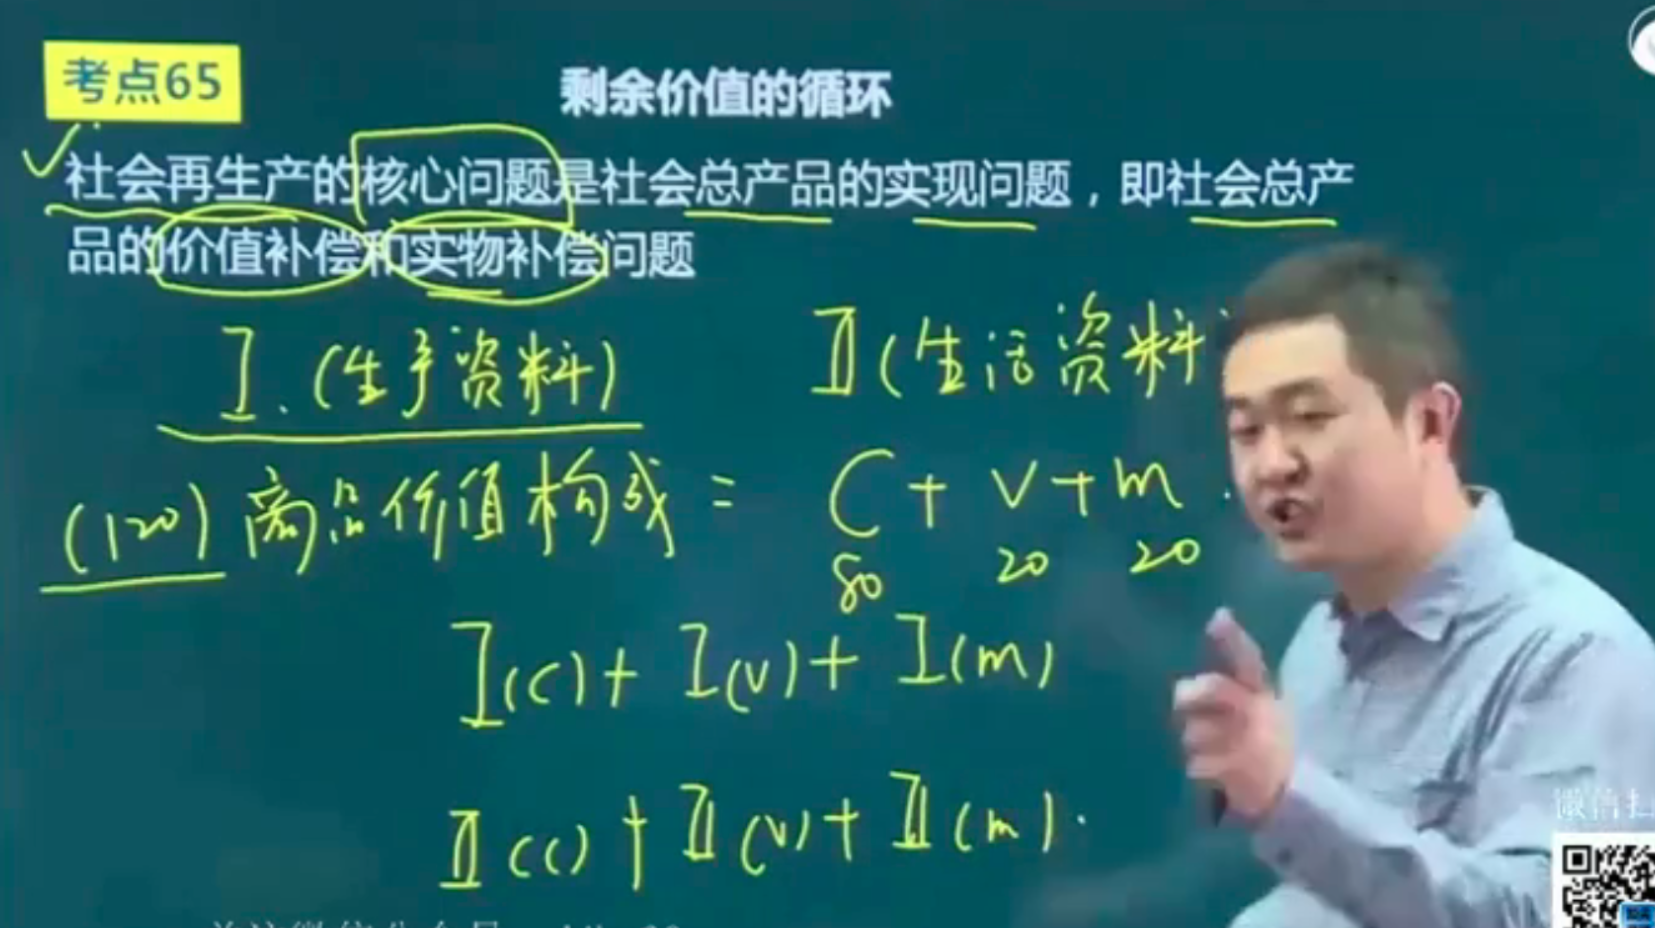 考点65
剩余价值的循环
社会再生产的核心问题是社会总产品的实现问题，即社会总产
品的价值补偿和实物补偿问题
I.(生产资料)
II(生活资料
(120)商品价值构成= C+V+m.
80 20 20
I(c)+I(v)+I(m)
II(c)+II(v)+II(m).
微信扫